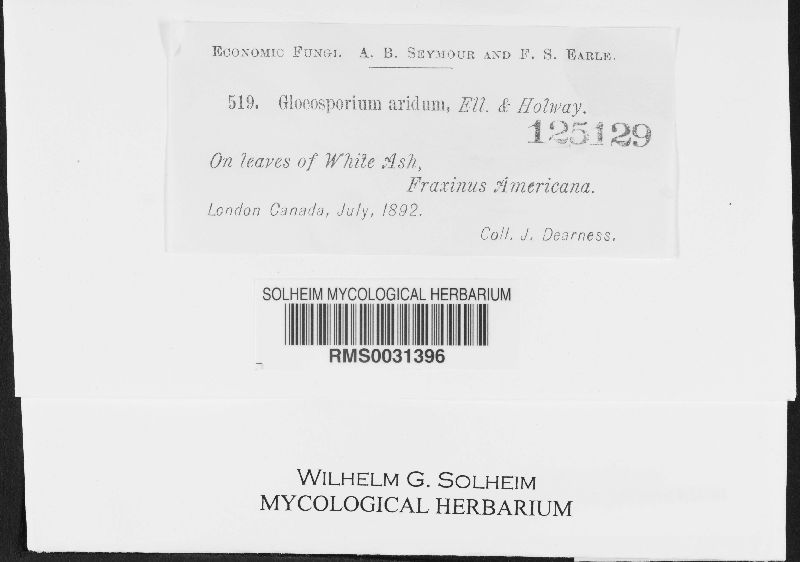 ECONOMIC FUNGI. A. B. SEYMOUR AND F. S. EARLE.
519. Gloeosporium aridum, Ell. & Holway.
125129
On leaves of White Ash,
Fraxinus Americana.
London Canada, July, 1892.
Coll. J. Dearness.
SOLHEIM MYCOLOGICAL HERBARIUM
RMS0031396
WILHELM G. SOLHEIM
MYCOLOGICAL HERBARIUM